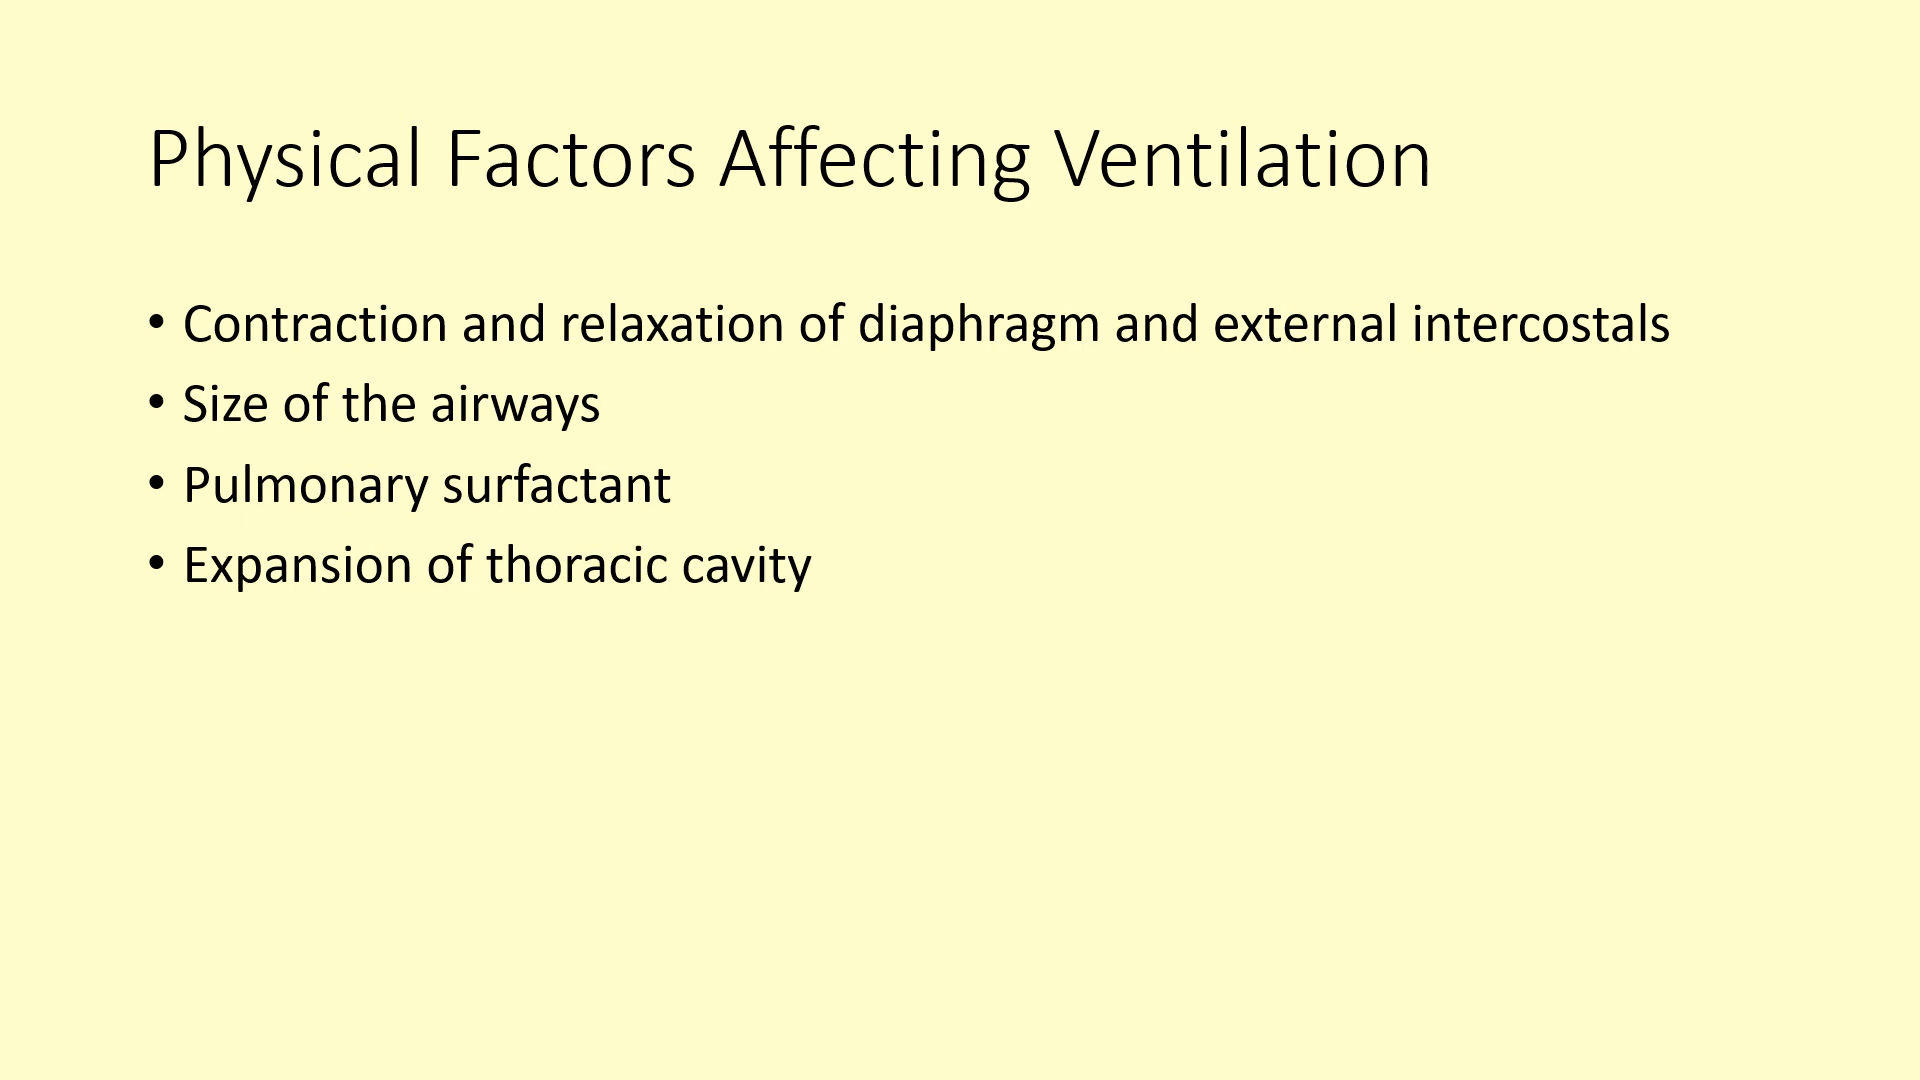 Physical Factors Affecting Ventilation
• Contraction and relaxation of diaphragm and external intercostals
• Size of the airways
• Pulmonary surfactant
• Expansion of thoracic cavity